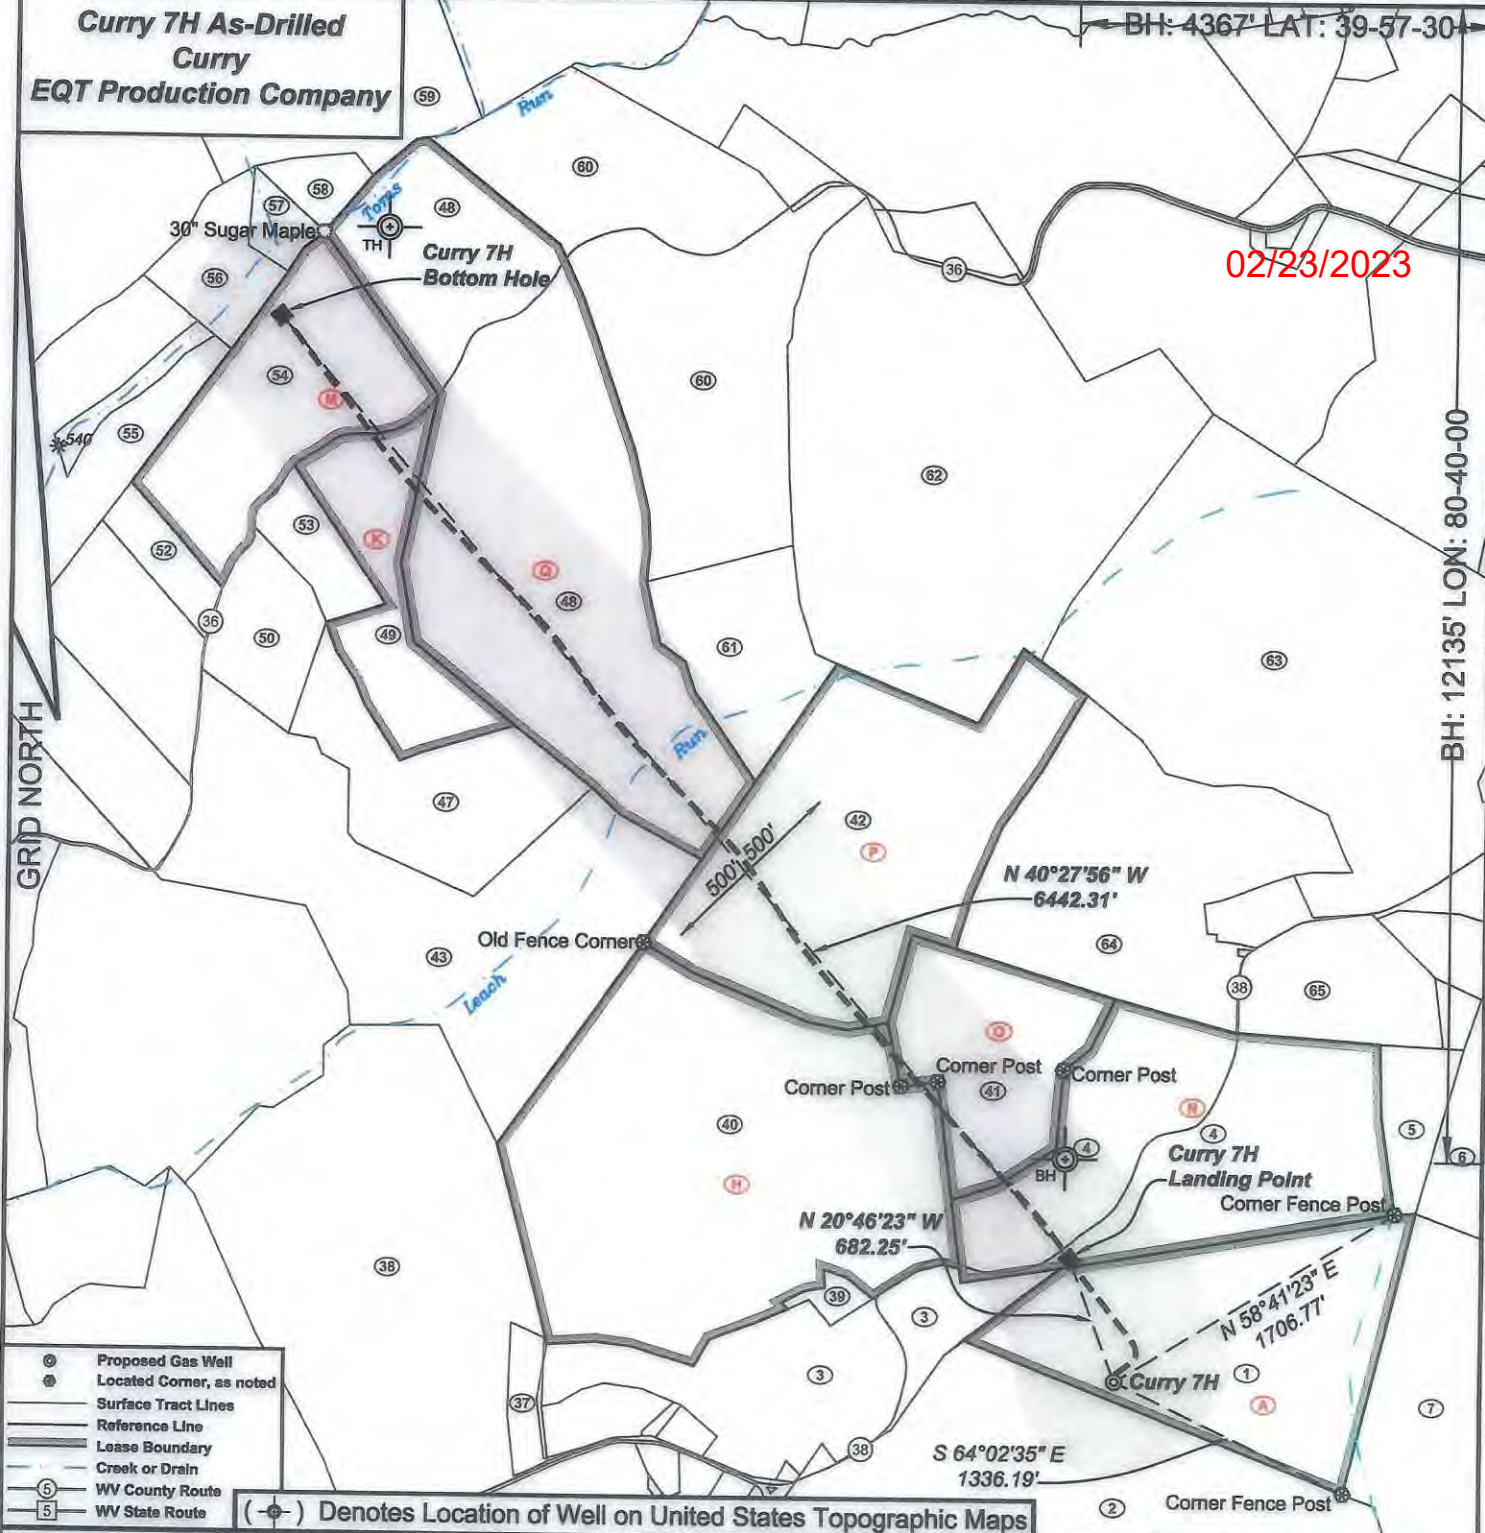 Curry 7H As-Drilled
Curry
EQT Production Company
BH: 4367' LAT: 39-57-30
59
Run
60
58
57
Toms
48
30" Sugar Maple
TH
Curry 7H
Bottom Hole
56
36
02/23/2023
54
M
60
55
540
62
BH: 12135' LON: 80-40-00
53
K
52
Q
48
36
50
49
61
63
GRID NORTH
Run
47
42
P
500'
500'
N 40°27'56" W
6442.31'
Old Fence Corner
43
64
38
65
Leach
O
Corner Post
Corner Post
Corner Post
41
N
40
4
4
5
6
Curry 7H
Landing Point
BH
H
Corner Fence Post
N 20°46'23" W
682.25'
38
39
3
N 58°41'23" E
1706.77'
3
1
Curry 7H
A
37
7
38
S 64°02'35" E
1336.19'
2
Corner Fence Post
Proposed Gas Well
Located Corner, as noted
Surface Tract Lines
Reference Line
Lease Boundary
Creek or Drain
5 WV County Route
5 WV State Route
( ) Denotes Location of Well on United States Topographic Maps